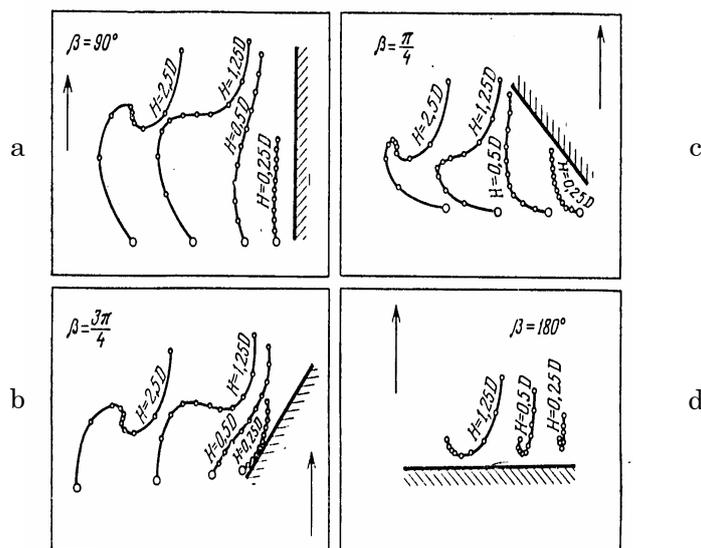 a
β=90°
H=2,5D
H=1,25D
H=0,5D
H=0,25D
c
β=π/4
H=2,5D
H=1,25D
H=0,5D
H=0,25D
b
β=3π/4
H=2,5D
H=1,25D
H=0,5D
H=0,25D
d
β=180°
H=1,25D
H=0,5D
H=0,25D